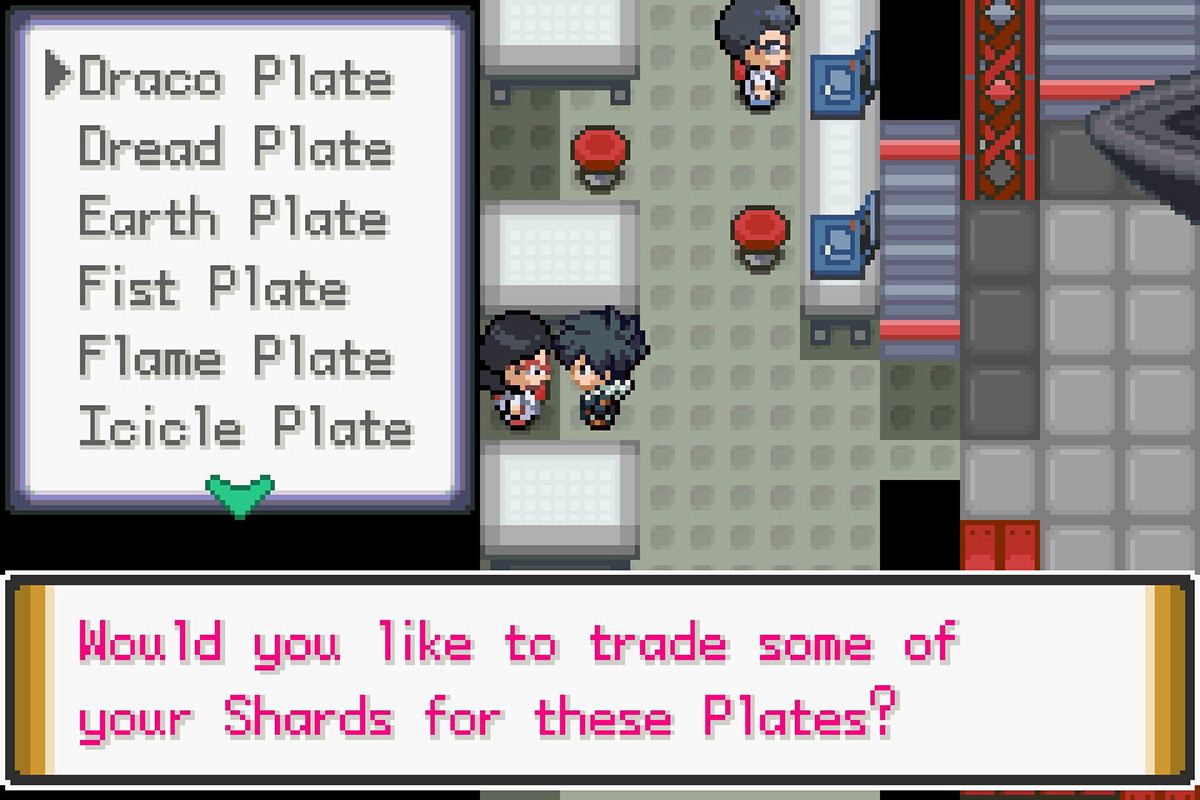 Draco Plate
Dread Plate
Earth Plate
Fist Plate
Flame Plate
Icicle Plate
Would you like to trade some of
your Shards for these Plates?